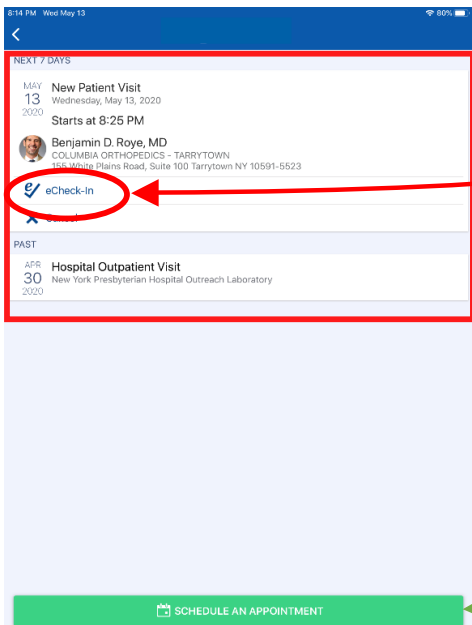 8:14 PM Wed May 13
80%
NEXT 7 DAYS
MAY
13
2020
New Patient Visit
Wednesday, May 13, 2020
Starts at 8:25 PM
Benjamin D. Roye, MD
COLUMBIA ORTHOPEDICS - TARRYTOWN
155 White Plains Road, Suite 100 Tarrytown NY 10591-5523
eCheck-In
PAST
APR
30
2020
Hospital Outpatient Visit
New York Presbyterian Hospital Outreach Laboratory
SCHEDULE AN APPOINTMENT